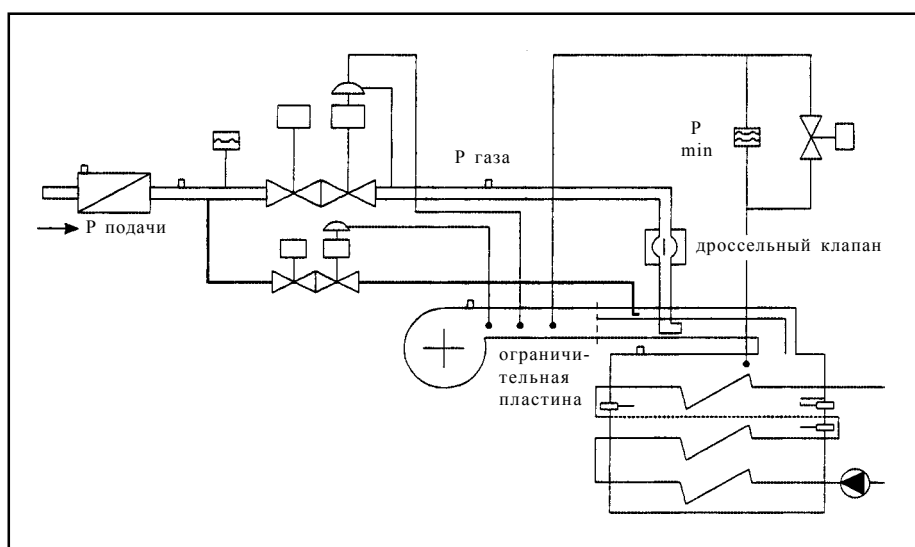 P
min
P газа
P подачи
дроссельный клапан
ограничи-
тельная
пластина